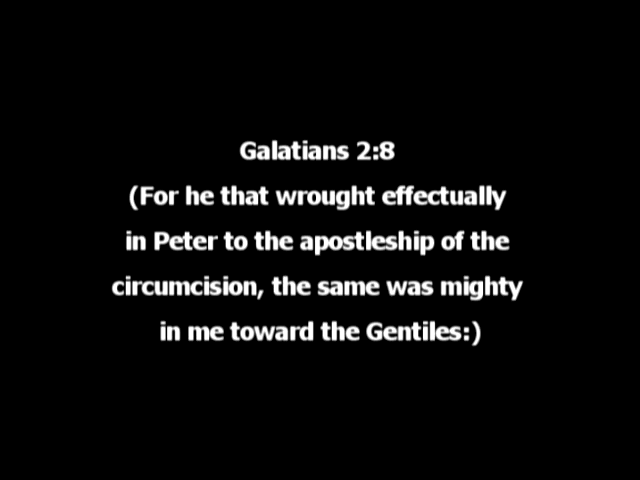 Galatians 2:8
(For he that wrought effectually
in Peter to the apostleship of the
circumcision, the same was mighty
in me toward the Gentiles:)